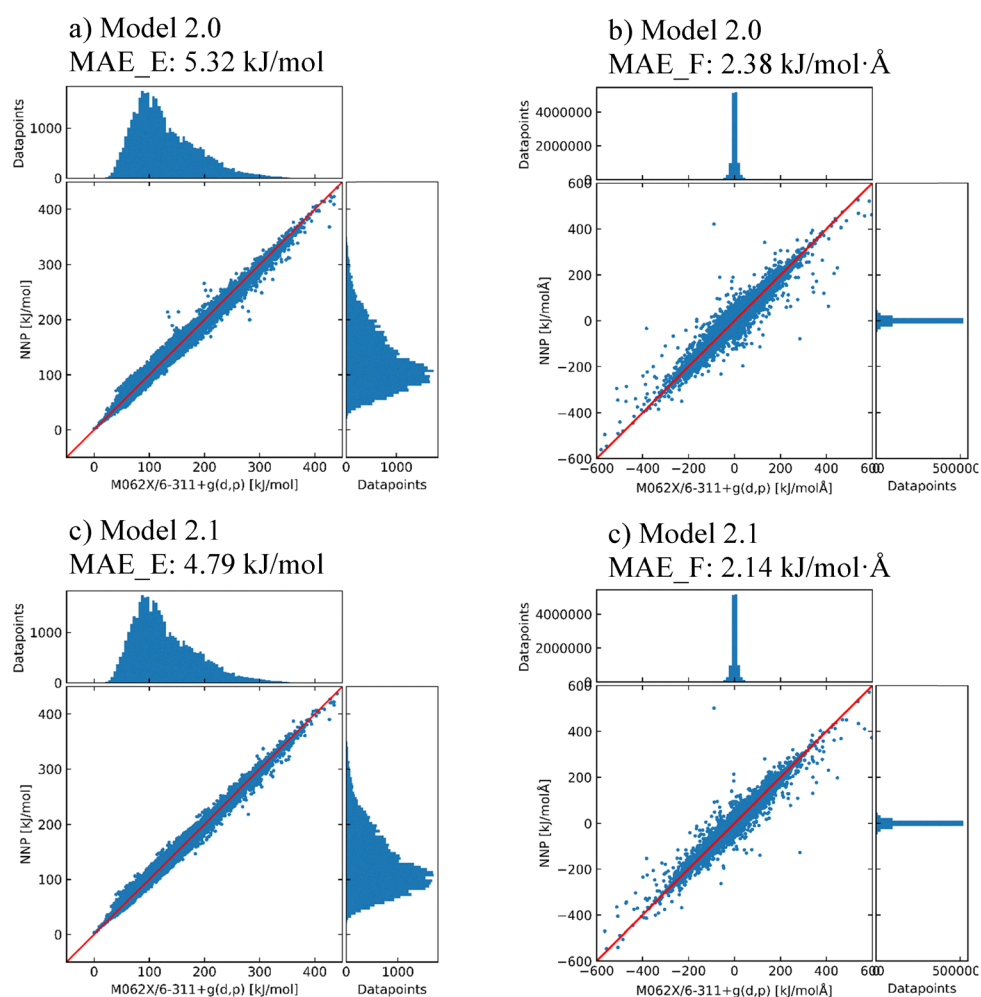 a) Model 2.0
MAE_E: 5.32 kJ/mol
Datapoints
1000
0
NNP [kJ/mol]
400
300
200
100
0
0 100 200 300 400
M062X/6-311+g(d,p) [kJ/mol]
0 1000
Datapoints
b) Model 2.0
MAE_F: 2.38 kJ/mol·Å
Datapoints
4000000
2000000
0
NNP [kJ/molÅ]
600
400
200
0
−200
−400
−600
−600 −400 −200 0 200 400 600
M062X/6-311+g(d,p) [kJ/molÅ]
0 500000
Datapoints
c) Model 2.1
MAE_E: 4.79 kJ/mol
Datapoints
1000
0
NNP [kJ/mol]
400
300
200
100
0
0 100 200 300 400
M062X/6-311+g(d,p) [kJ/mol]
0 1000
Datapoints
c) Model 2.1
MAE_F: 2.14 kJ/mol·Å
Datapoints
4000000
2000000
0
NNP [kJ/molÅ]
600
400
200
0
−200
−400
−600
−600 −400 −200 0 200 400 600
M062X/6-311+g(d,p) [kJ/molÅ]
0 500000
Datapoints